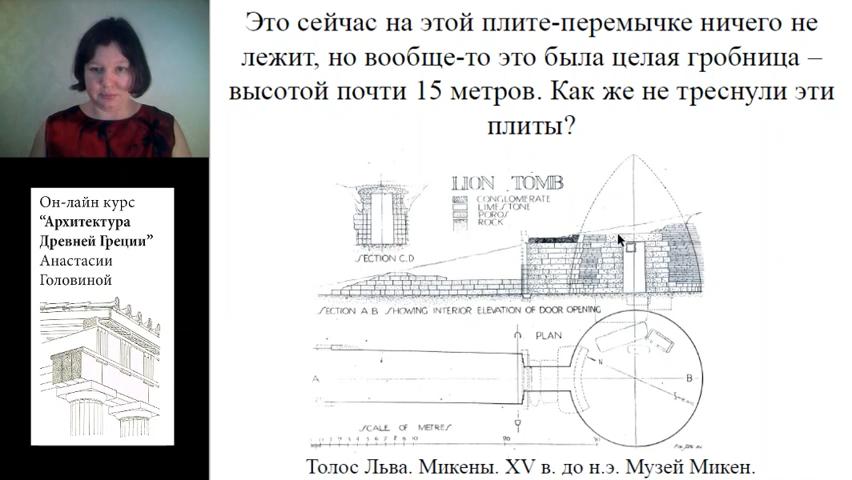 Это сейчас на этой плите-перемычке ничего не
лежит, но вообще-то это была целая гробница –
высотой почти 15 метров. Как же не треснули эти
плиты?
Он-лайн курс
“Архитектура
Древней Греции”
Анастасии
Головиной
LION TOMB
CONGLOMERATE
LIMESTONE
POROS
ROCK
SECTION C.D
SECTION A.B SHOWING INTERIOR ELEVATION OF DOOR OPENING
PLAN
A
B
N
S
SCALE OF METRES
Толос Льва. Микены. XV в. до н.э. Музей Микен.